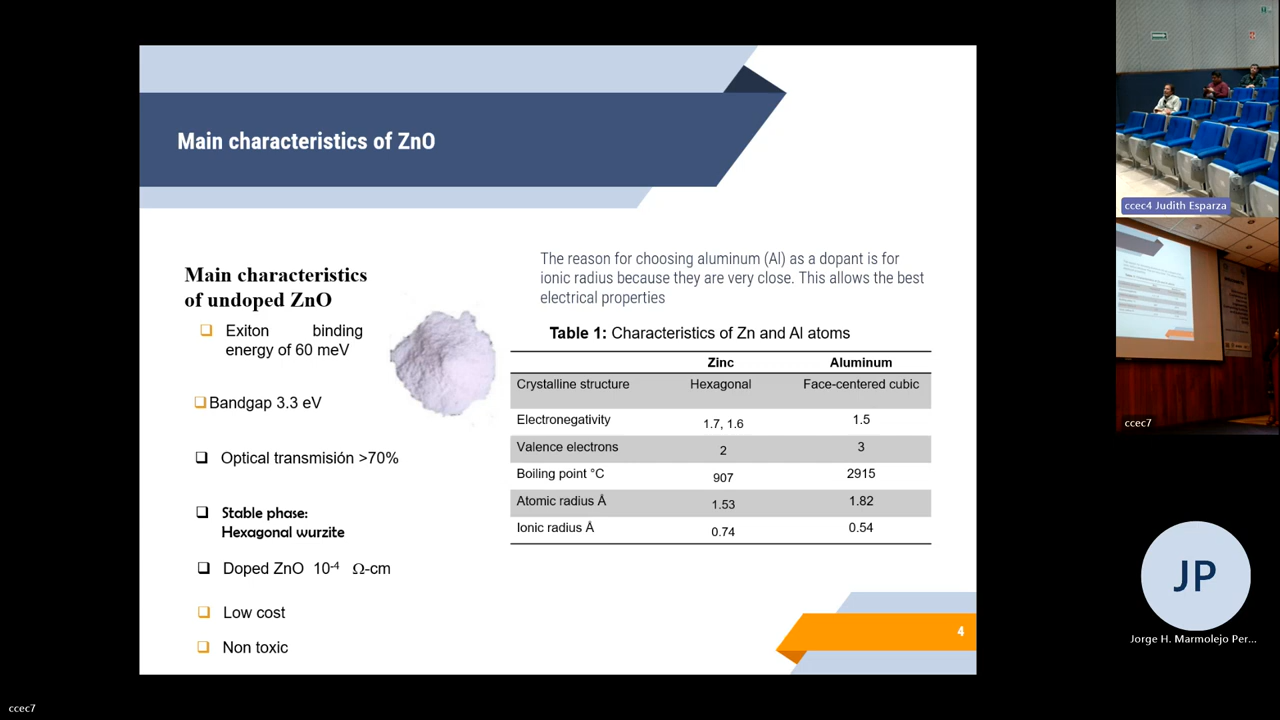 Main characteristics of ZnO
Main characteristics
of undoped ZnO
Exiton binding
energy of 60 meV
Bandgap 3.3 eV
Optical transmisión >70%
Stable phase:
Hexagonal wurzite
Doped ZnO 10-4 Ω-cm
Low cost
Non toxic
The reason for choosing aluminum (Al) as a dopant is for
ionic radius because they are very close. This allows the best
electrical properties
Table 1: Characteristics of Zn and Al atoms
Zinc Aluminum
Crystalline structure Hexagonal Face-centered cubic
Electronegativity 1.7, 1.6 1.5
Valence electrons 2 3
Boiling point °C 907 2915
Atomic radius Å 1.53 1.82
Ionic radius Å 0.74 0.54
4
ccec4 Judith Esparza
ccec7
JP
Jorge H. Marmolejo Per...
ccec7